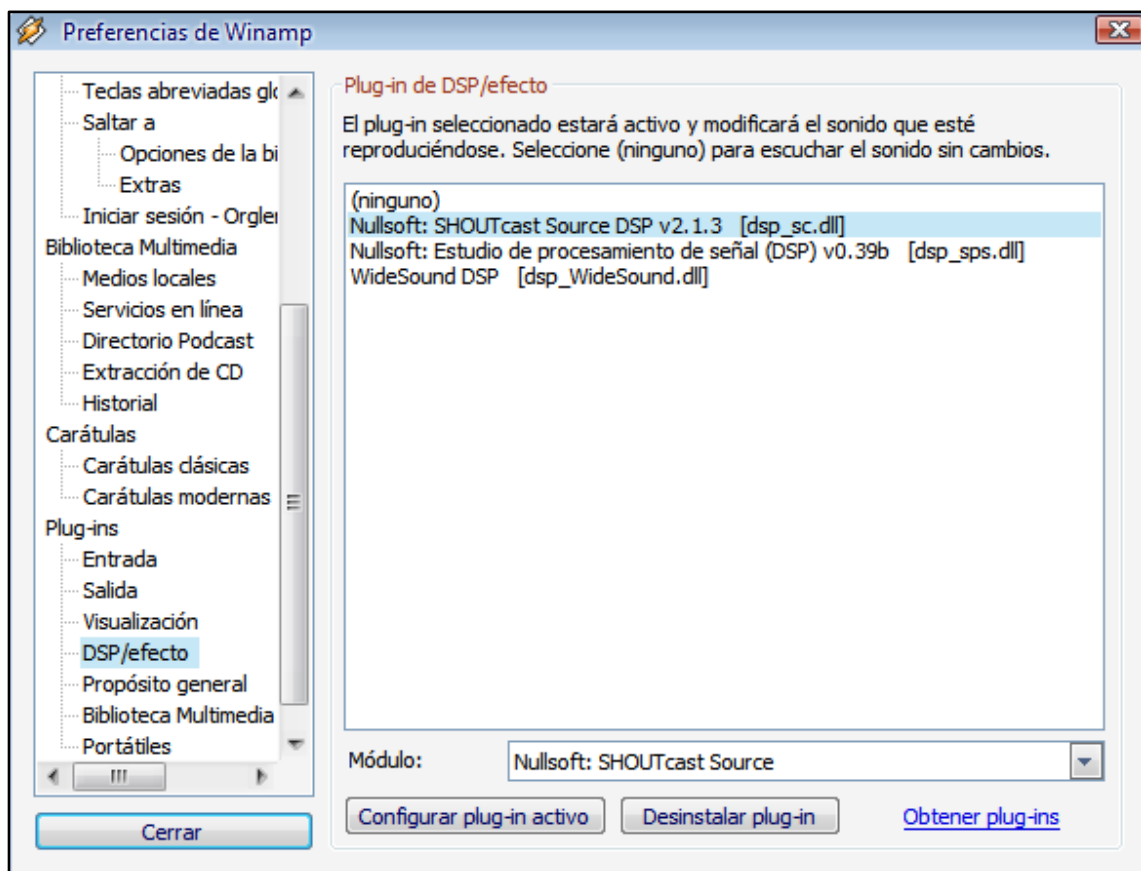 Preferencias de Winamp
Teclas abreviadas glo
Saltar a
Opciones de la bi
Extras
Iniciar sesión - Orgler
Biblioteca Multimedia
Medios locales
Servicios en línea
Directorio Podcast
Extracción de CD
Historial
Carátulas
Carátulas clásicas
Carátulas modernas
Plug-ins
Entrada
Salida
Visualización
DSP/efecto
Propósito general
Biblioteca Multimedia
Portátiles
Cerrar
Plug-in de DSP/efecto
El plug-in seleccionado estará activo y modificará el sonido que esté
reproduciéndose. Seleccione (ninguno) para escuchar el sonido sin cambios.
(ninguno)
Nullsoft: SHOUTcast Source DSP v2.1.3 [dsp_sc.dll]
Nullsoft: Estudio de procesamiento de señal (DSP) v0.39b [dsp_sps.dll]
WideSound DSP [dsp_WideSound.dll]
Módulo: Nullsoft: SHOUTcast Source
Configurar plug-in activo Desinstalar plug-in Obtener plug-ins